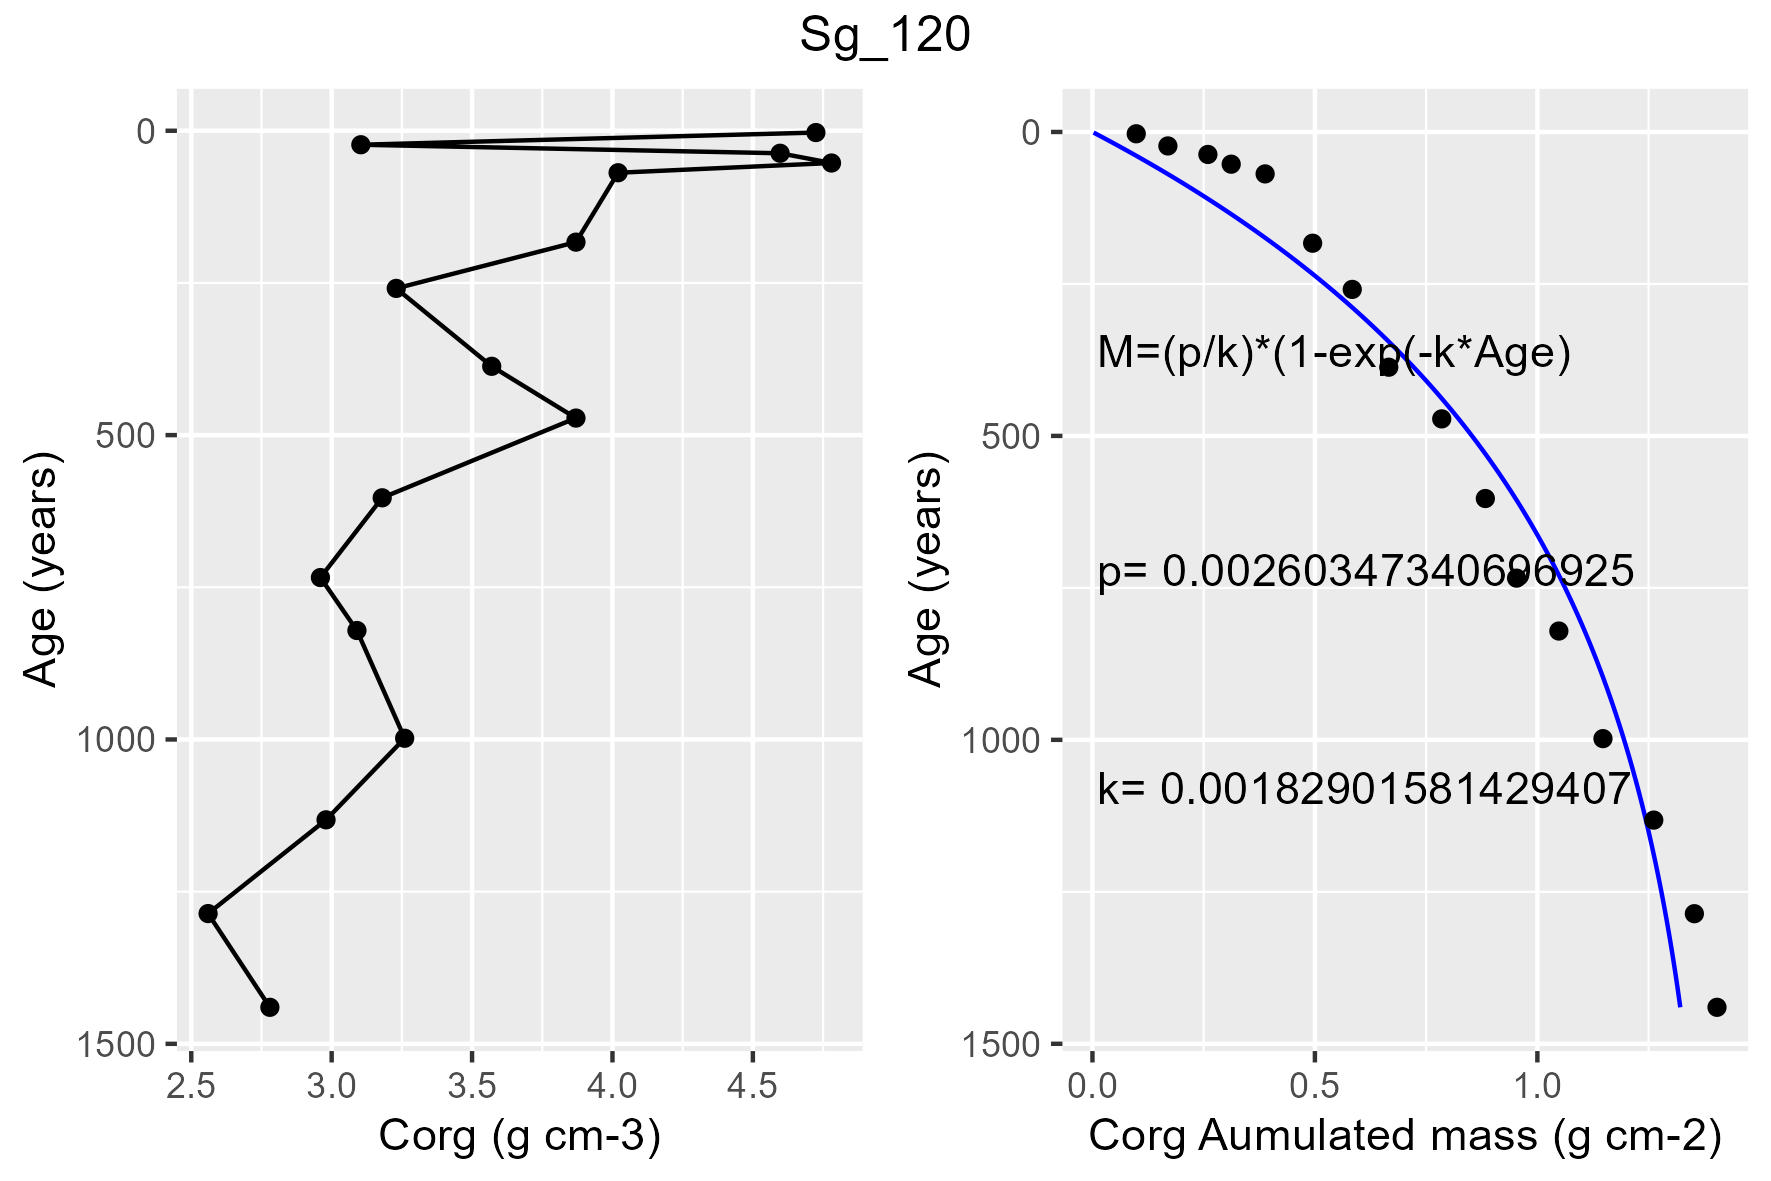 Sg_120
0
500
1000
1500
Age (years)
2.5 3.0 3.5 4.0 4.5
Corg (g cm-3)
0
500
1000
1500
Age (years)
M=(p/k)*(1-exp(-k*Age)
p= 0.00260347340696925
k= 0.00182901581429407
0.0 0.5 1.0
Corg Aumulated mass (g cm-2)